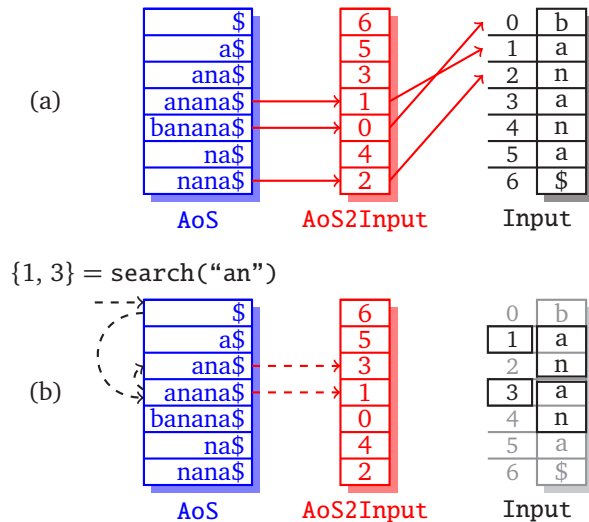 $ 6 0 b
a$ 5 1 a
ana$ 3 2 n
(a) anana$ 1 3 a
banana$ 0 4 n
na$ 4 5 a
nana$ 2 6 $
AoS AoS2Input Input
{1, 3} = search(“an”)
$ 6 0 b
a$ 5 1 a
ana$ 3 2 n
(b) anana$ 1 3 a
banana$ 0 4 n
na$ 4 5 a
nana$ 2 6 $
AoS AoS2Input Input